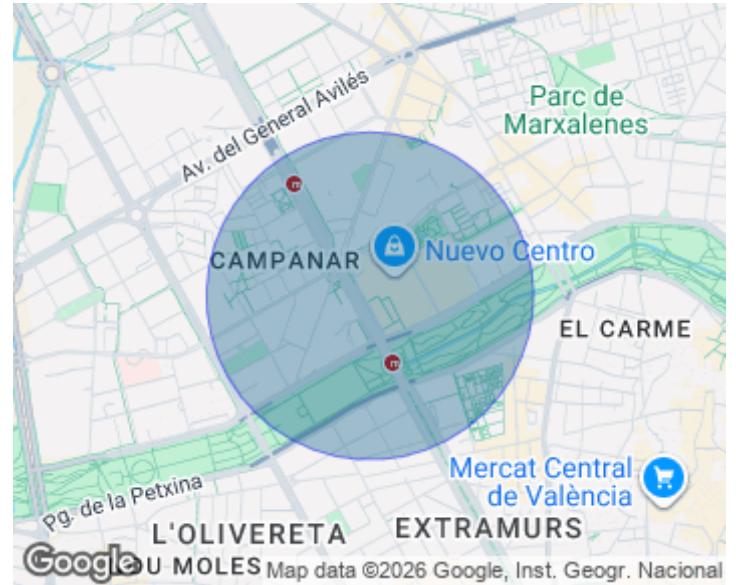 Parc de
Marxalenes
Av. del General Avilés
CAMPANAR
Nuevo Centro
EL CARME
Mercat Central
de València
Pg. de la Petxina
L'OLIVERETA
EXTRAMURS
Google
OU MOLES
Map data ©2026 Google, Inst. Geogr. Nacional